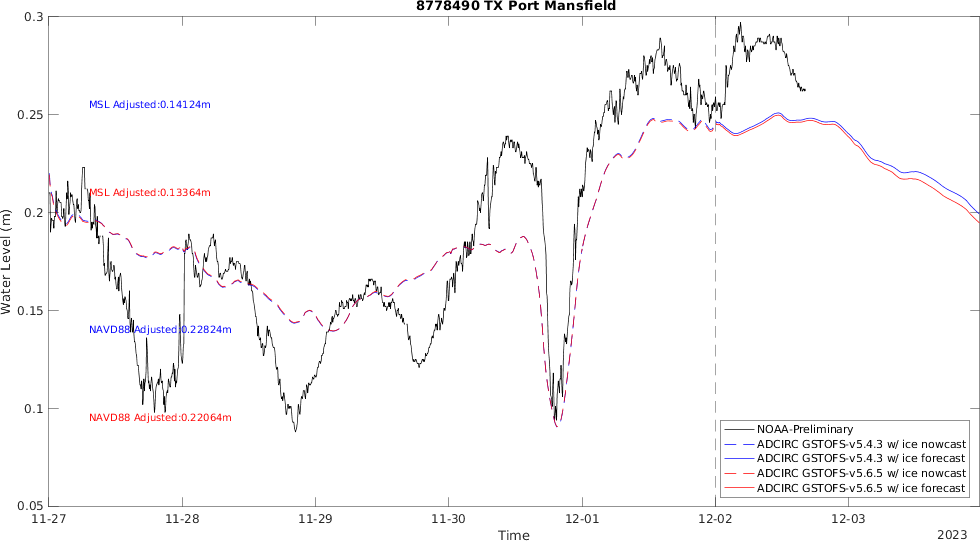 8778490 TX Port Mansfield
0.3
MSL Adjusted:0.14124m
0.25
MSL Adjusted:0.13364m
0.2
Water Level (m)
0.15
NAVD88 Adjusted:0.22824m
0.1
NAVD88 Adjusted:0.22064m
NOAA-Preliminary
ADCIRC GSTOFS-v5.4.3 w/ ice nowcast
ADCIRC GSTOFS-v5.4.3 w/ ice forecast
ADCIRC GSTOFS-v5.6.5 w/ ice nowcast
ADCIRC GSTOFS-v5.6.5 w/ ice forecast
0.05
11-27 11-28 11-29 11-30 12-01 12-02 12-03
Time
2023